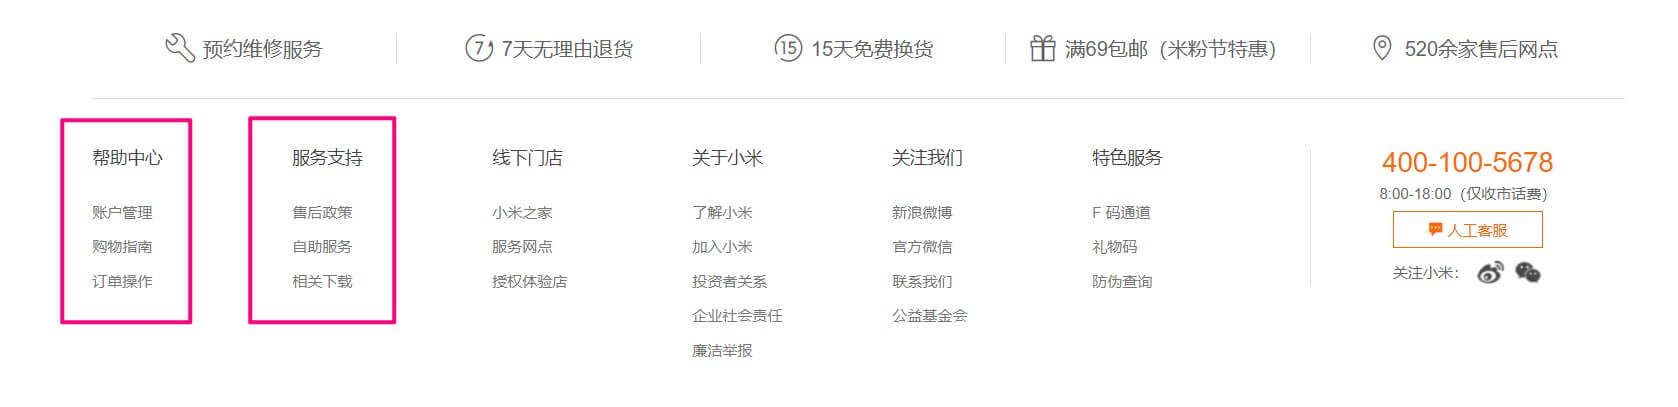 预约维修服务
7 7天无理由退货
15 15天免费换货
满69包邮（米粉节特惠）
520余家售后网点
帮助中心
账户管理
购物指南
订单操作
服务支持
售后政策
自助服务
相关下载
线下门店
小米之家
服务网点
授权体验店
关于小米
了解小米
加入小米
投资者关系
企业社会责任
廉洁举报
关注我们
新浪微博
官方微信
联系我们
公益基金会
特色服务
F 码通道
礼物码
防伪查询
400-100-5678
8:00-18:00（仅收市话费）
人工客服
关注小米：